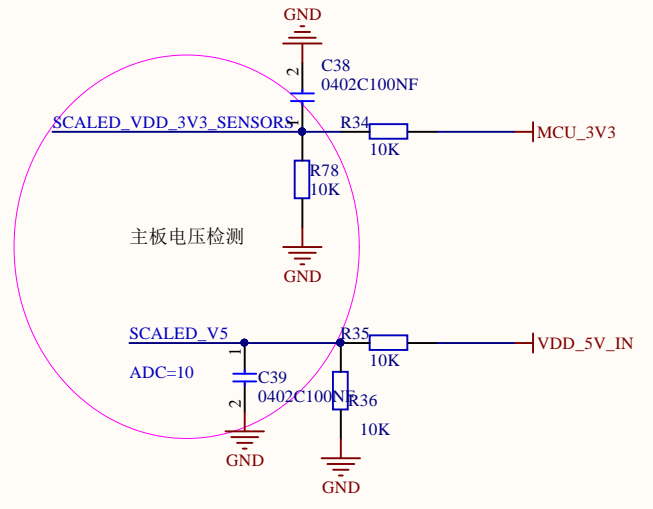 GND
2
C38
0402C100NF
SCALED_VDD_3V3_SENSORS
1
R34
10K
MCU_3V3
R78
10K
GND
主板电压检测
SCALED_V5
R35
10K
VDD_5V_IN
1
ADC=10
C39
0402C100NF
2
R36
10K
GND
GND